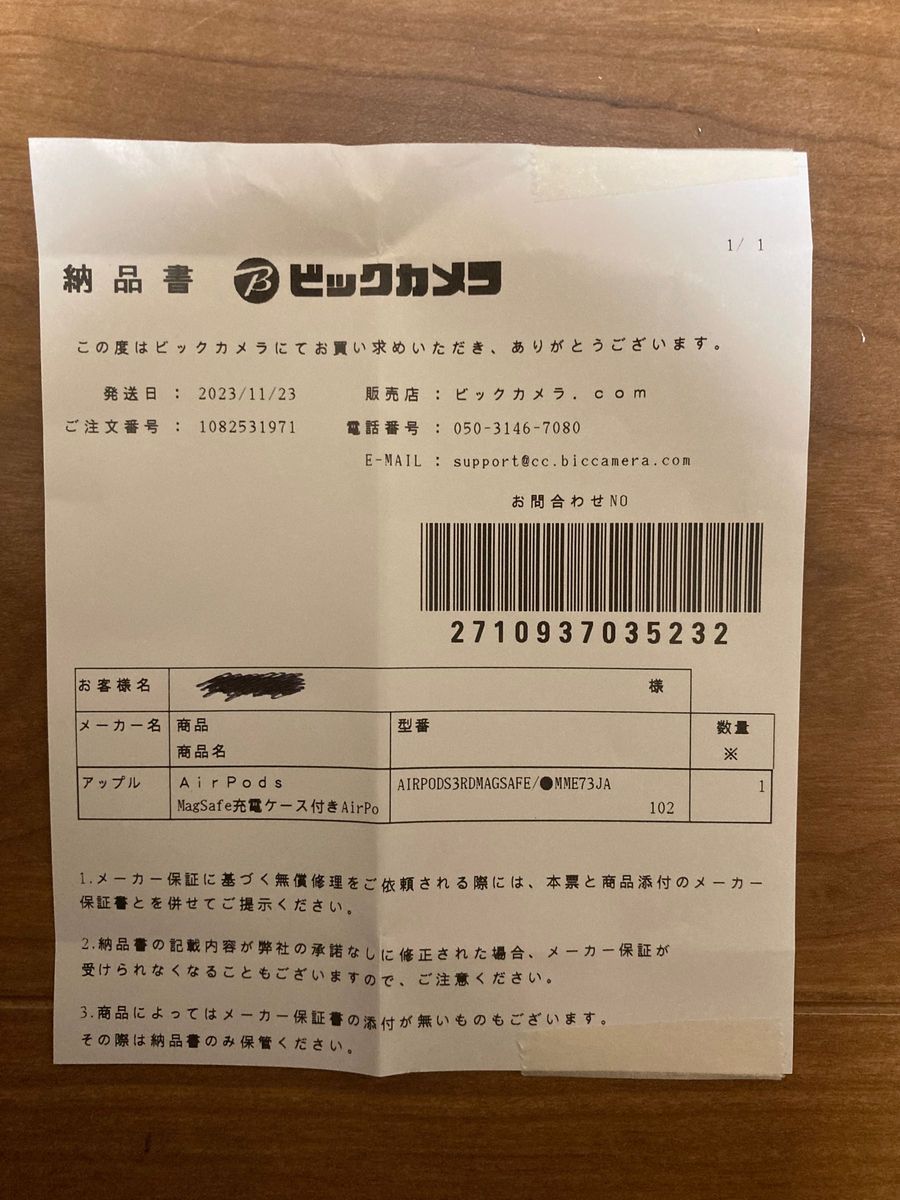 1/ 1
納品書 B ビックカメラ
この度はビックカメラにてお買い求めいただき、ありがとうございます。
発送日 : 2023/11/23 販売店 : ビックカメラ.com
ご注文番号 : 1082531971 電話番号 : 050-3146-7080
E-MAIL : support@cc.biccamera.com
お問合わせNO
2710937035232
お客様名 様
メーカー名 商品 型番 数量
商品名 ※
アップル AirPods AIRPODS3RDMAGSAFE/●MME73JA 1
MagSafe充電ケース付きAirPo 102
1.メーカー保証に基づく無償修理をご依頼される際には、本票と商品添付のメーカー
保証書とを併せてご提示ください。
2.納品書の記載内容が弊社の承諾なしに修正された場合、メーカー保証が
受けられなくなることもございますので、ご注意ください。
3.商品によってはメーカー保証書の添付が無いものもございます。
その際は納品書のみ保管ください。